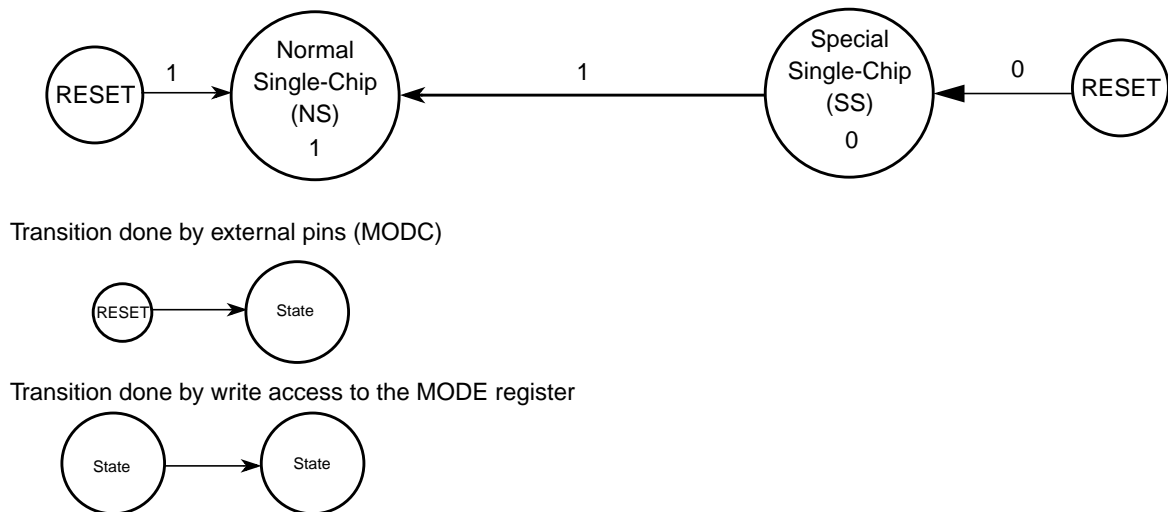 RESET
1
Normal
Single-Chip
(NS)
1
1
Special
Single-Chip
(SS)
0
0
RESET
Transition done by external pins (MODC)
RESET
State
Transition done by write access to the MODE register
State
State